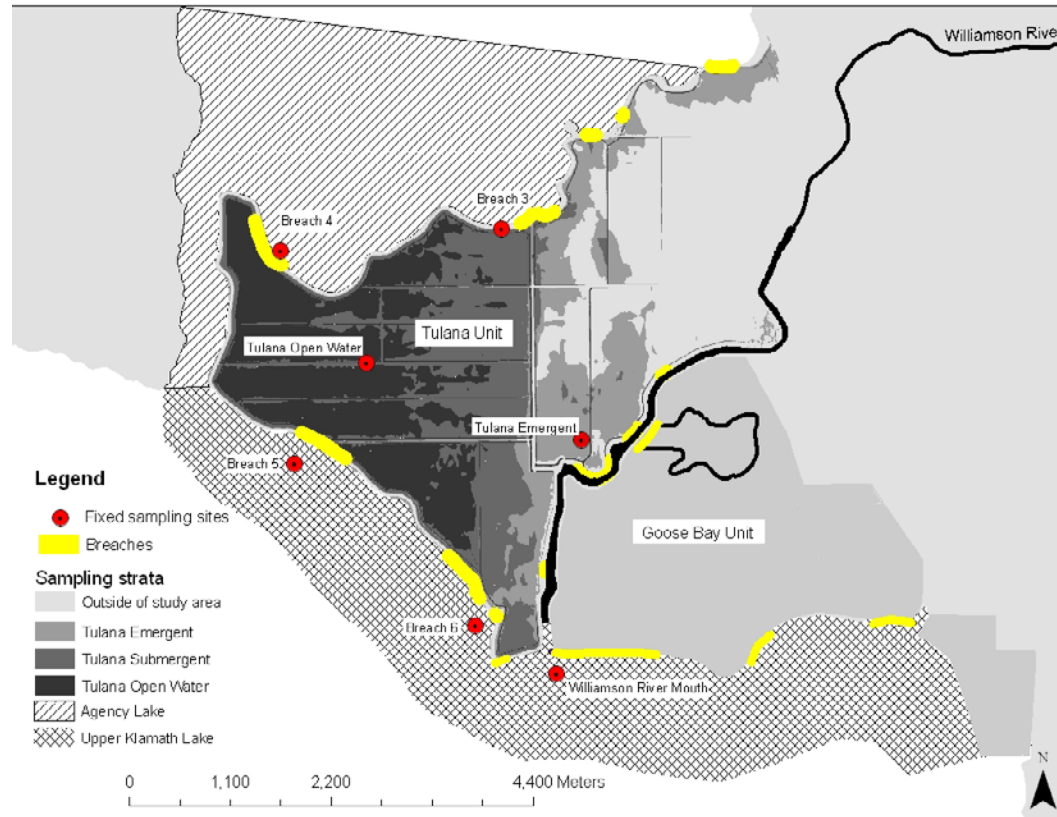 Williamson River
Breach 3
Breach 4
Tulana Unit
Tulana Open Water
Tulana Emergent
Breach 5
Goose Bay Unit
Breach 6
Williamson River Mouth
Legend
Fixed sampling sites
Breaches
Sampling strata
Outside of study area
Tulana Emergent
Tulana Submergent
Tulana Open Water
Agency Lake
Upper Klamath Lake
0 1,100 2,200 4,400 Meters
N